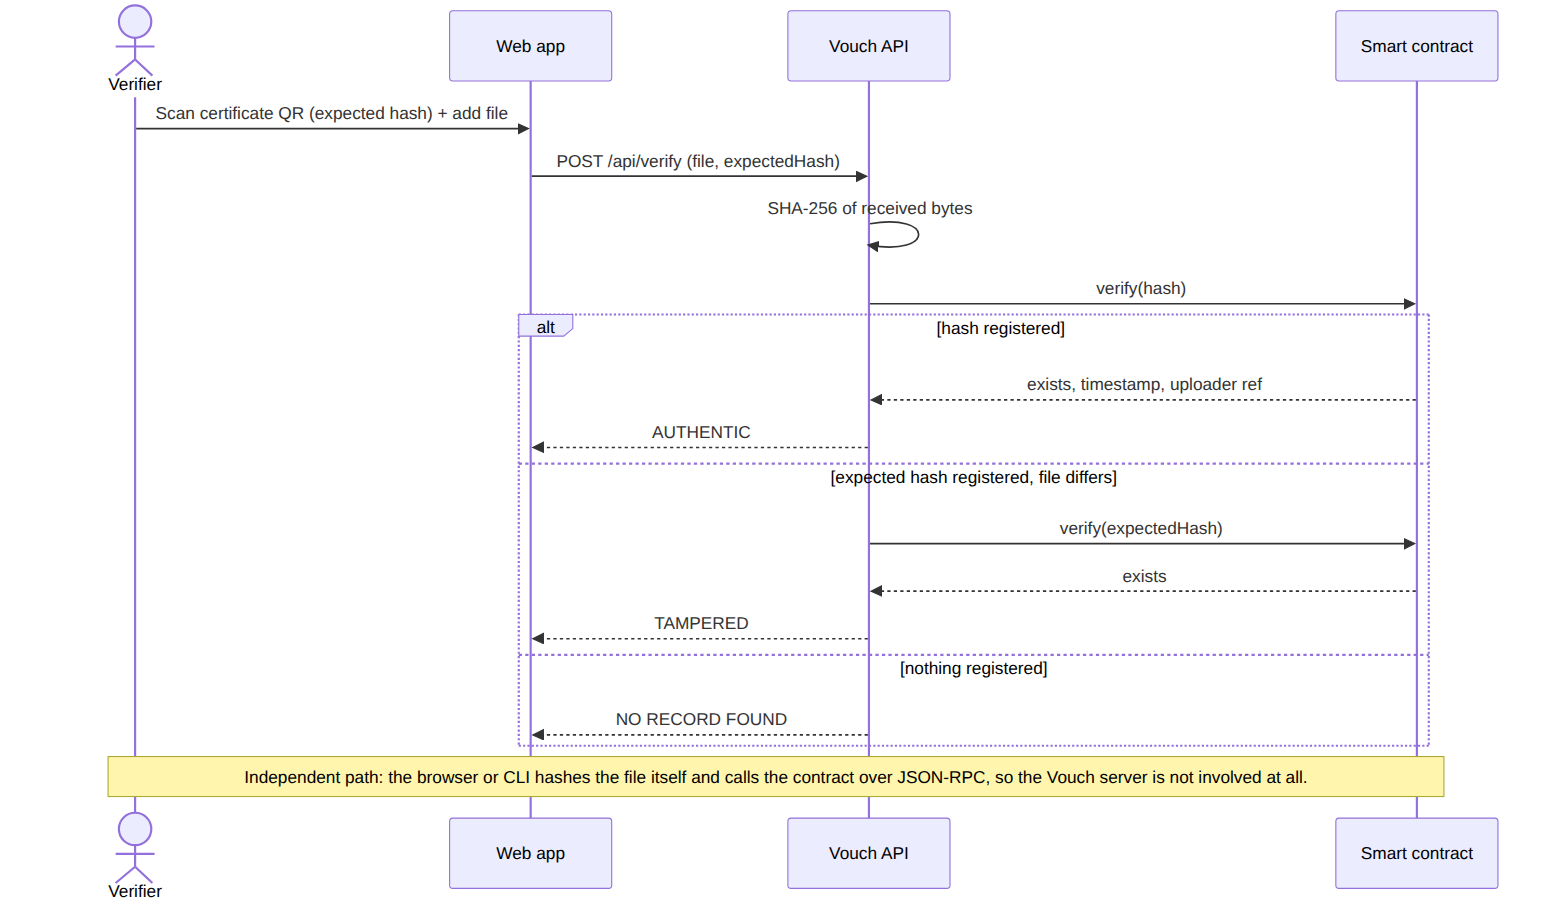 Verifier
Web app
Vouch API
Smart contract
Scan certificate QR (expected hash) + add file
POST /api/verify (file, expectedHash)
SHA-256 of received bytes
verify(hash)
alt
[hash registered]
exists, timestamp, uploader ref
AUTHENTIC
[expected hash registered, file differs]
verify(expectedHash)
exists
TAMPERED
[nothing registered]
NO RECORD FOUND
Independent path: the browser or CLI hashes the file itself and calls the contract over JSON-RPC, so the Vouch server is not involved at all.
Verifier
Web app
Vouch API
Smart contract